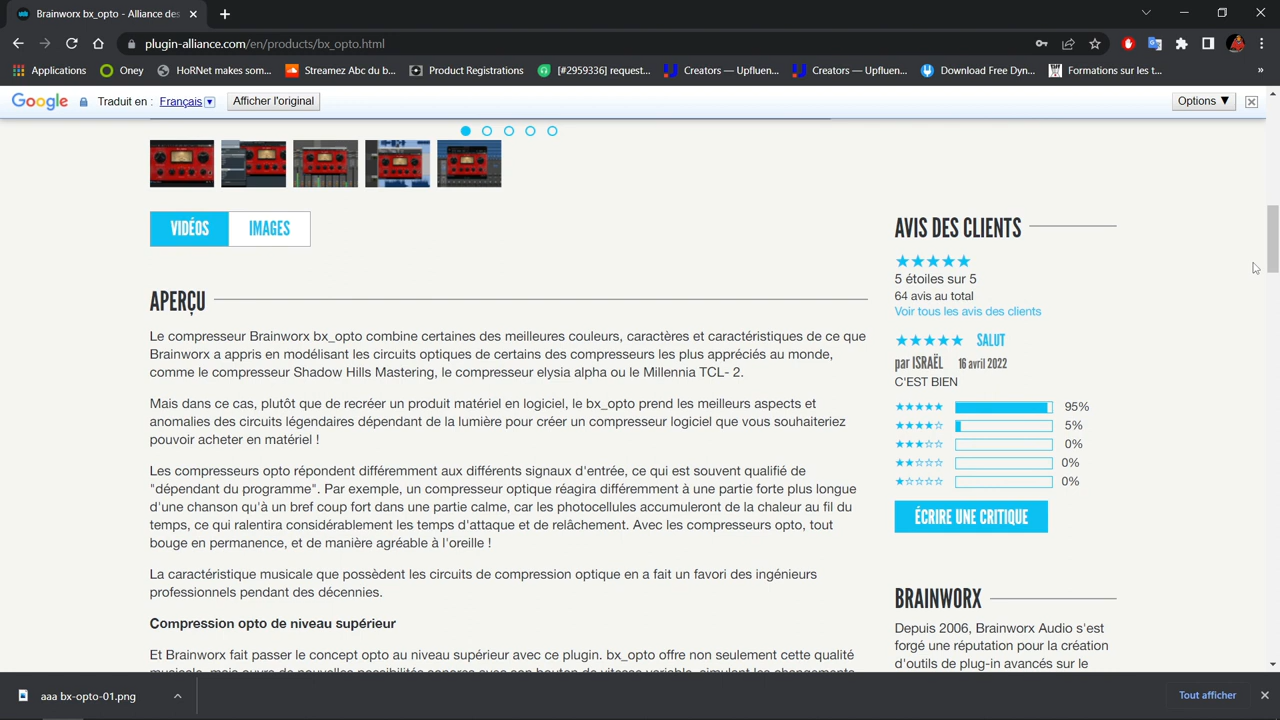 Brainworx bx_opto - Alliance des
plugin-alliance.com/en/products/bx_opto.html
Applications
Oney
HoRNet makes som...
Streamez Abc du b...
Product Registrations
[#2959336] request...
Creators — Upfluen...
Creators — Upfluen...
Download Free Dyn...
Formations sur les t...
Google
Traduit en : Français
Afficher l'original
Options ▼
VIDÉOS
IMAGES
APERÇU
Le compresseur Brainworx bx_opto combine certaines des meilleures couleurs, caractères et caractéristiques de ce que
Brainworx a appris en modélisant les circuits optiques de certains des compresseurs les plus appréciés au monde,
comme le compresseur Shadow Hills Mastering, le compresseur elysia alpha ou le Millennia TCL- 2.
Mais dans ce cas, plutôt que de recréer un produit matériel en logiciel, le bx_opto prend les meilleurs aspects et
anomalies des circuits légendaires dépendant de la lumière pour créer un compresseur logiciel que vous souhaiteriez
pouvoir acheter en matériel !
Les compresseurs opto répondent différemment aux différents signaux d'entrée, ce qui est souvent qualifié de
"dépendant du programme". Par exemple, un compresseur optique réagira différemment à une partie forte plus longue
d'une chanson qu'à un bref coup fort dans une partie calme, car les photocellules accumuleront de la chaleur au fil du
temps, ce qui ralentira considérablement les temps d'attaque et de relâchement. Avec les compresseurs opto, tout
bouge en permanence, et de manière agréable à l'oreille !
La caractéristique musicale que possèdent les circuits de compression optique en a fait un favori des ingénieurs
professionnels pendant des décennies.
Compression opto de niveau supérieur
Et Brainworx fait passer le concept opto au niveau supérieur avec ce plugin. bx_opto offre non seulement cette qualité
AVIS DES CLIENTS
5 étoiles sur 5
64 avis au total
Voir tous les avis des clients
SALUT
par ISRAËL 16 avril 2022
C'EST BIEN
95%
5%
0%
0%
0%
ÉCRIRE UNE CRITIQUE
BRAINWORX
Depuis 2006, Brainworx Audio s'est
forgé une réputation pour la création
d'outils de plug-in avancés sur le
aaa bx-opto-01.png
Tout afficher